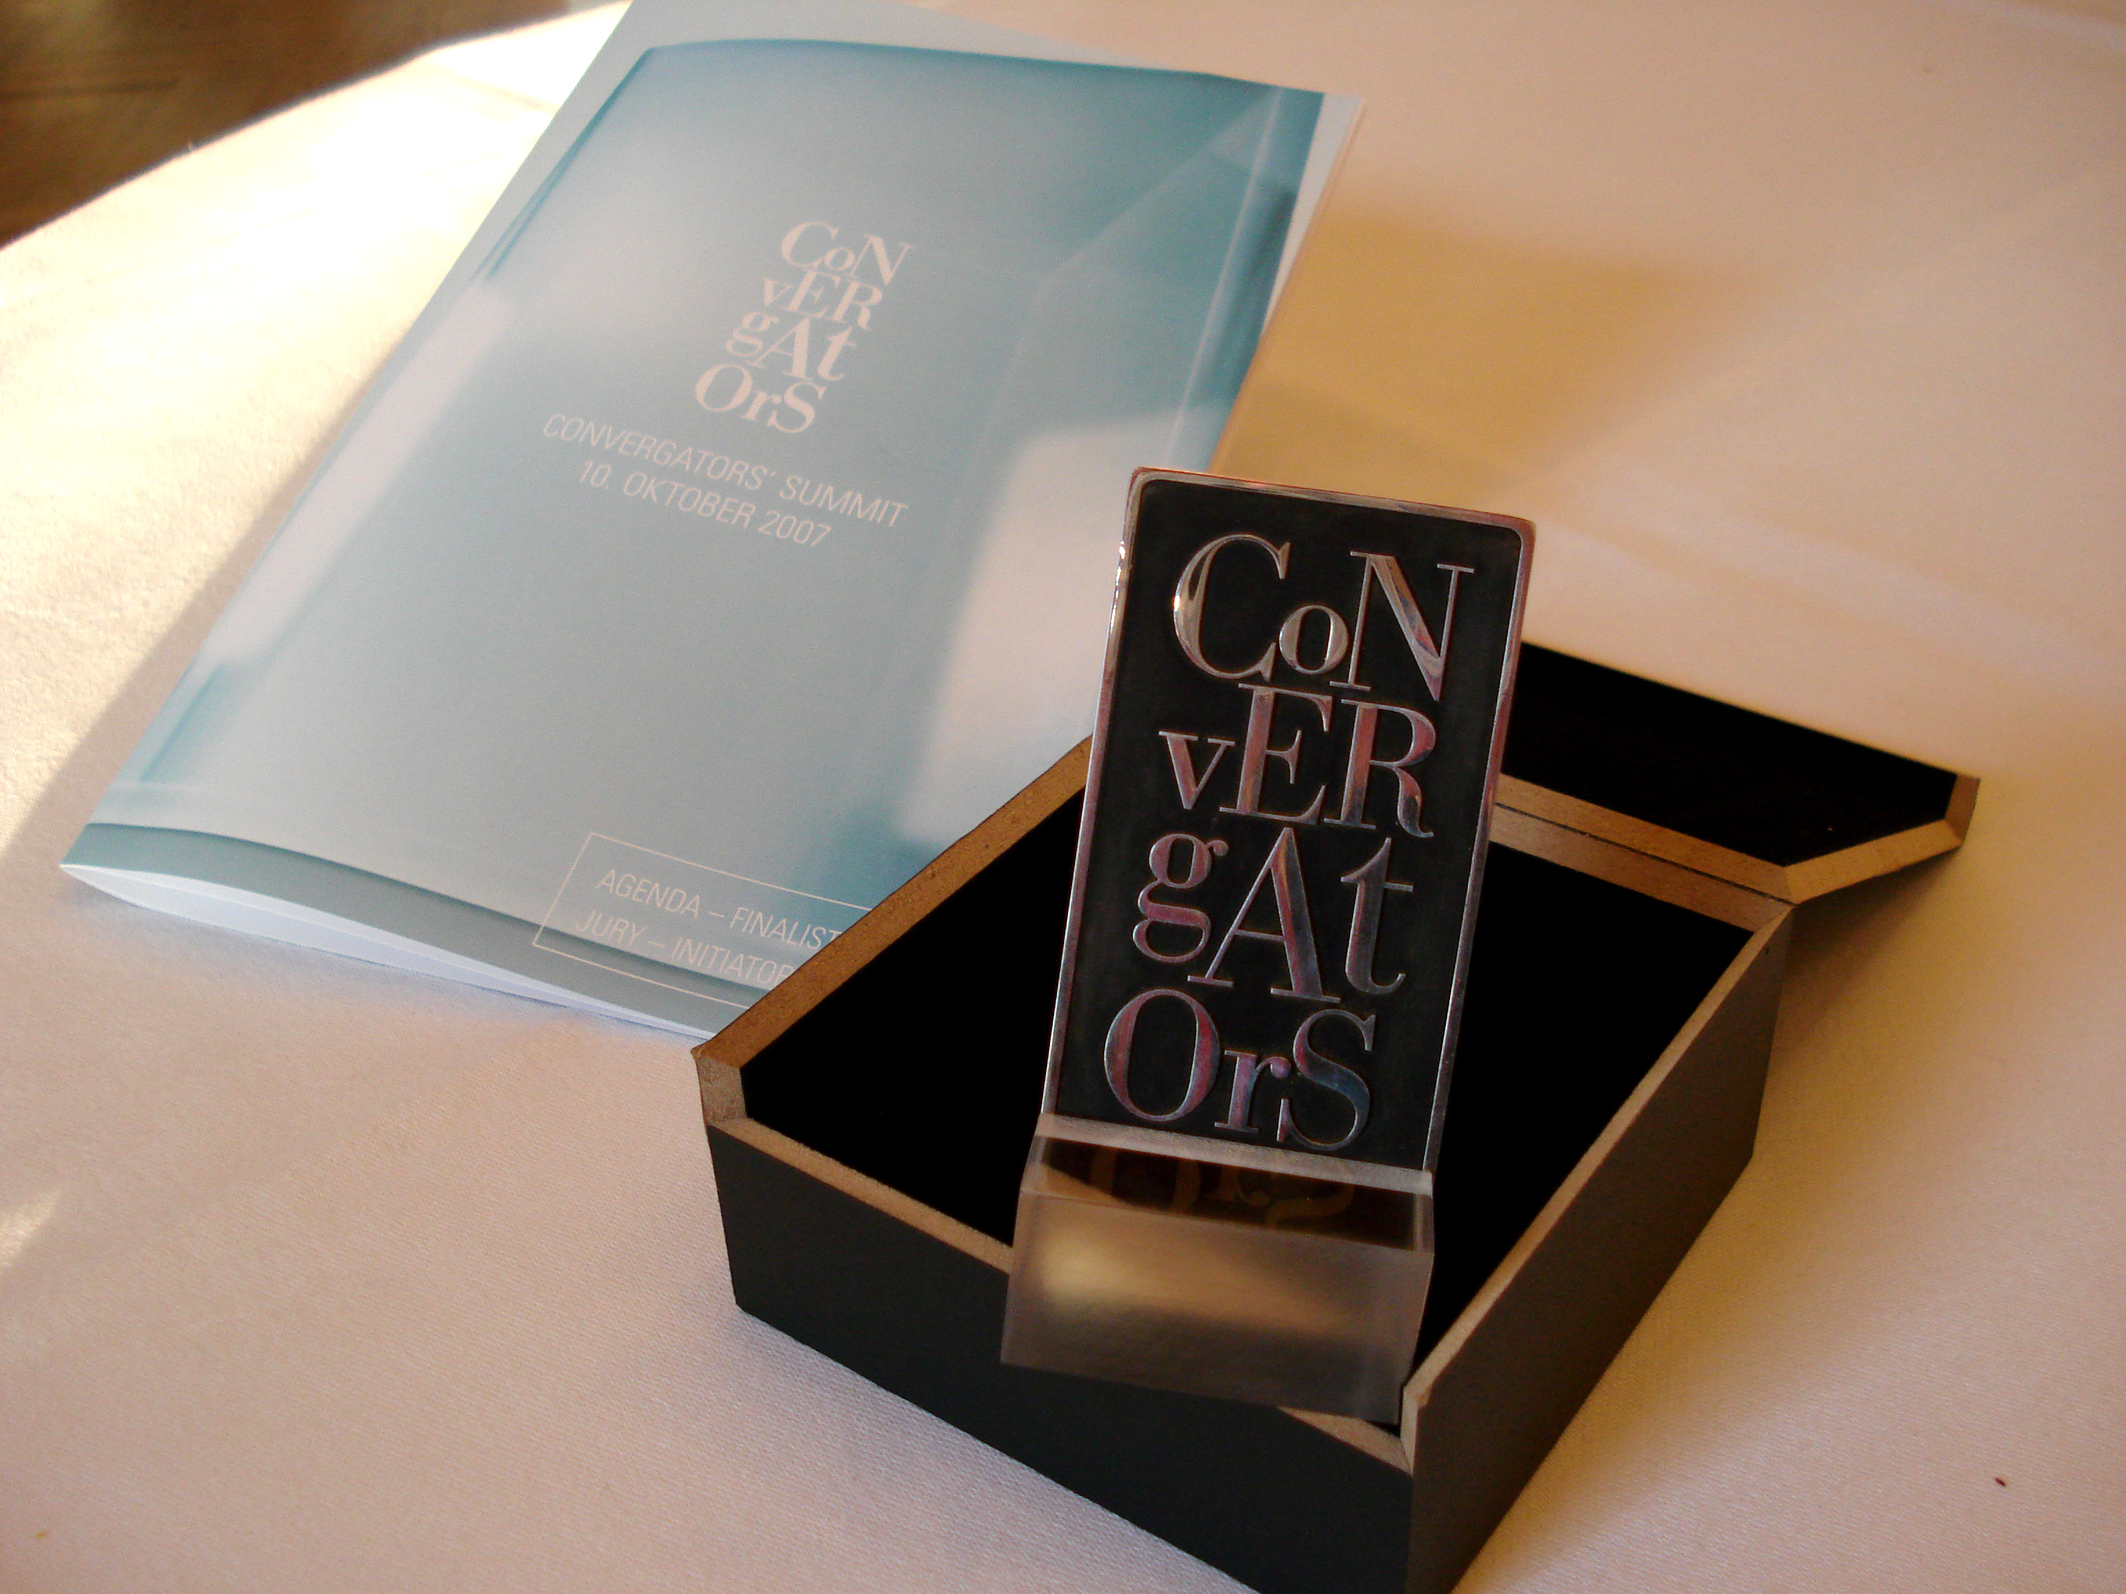 CoN
vER
gAt
OrS
CONVERGATORS' SUMMIT
10. OKTOBER 2007
AGENDA – FINALIST
JURY – INITIATOR
CoN
vER
gAt
OrS